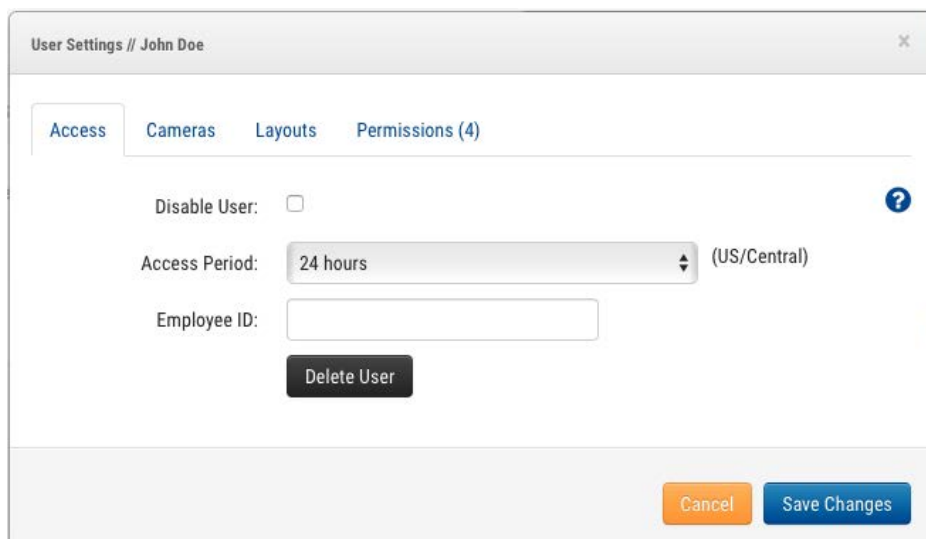 User Settings // John Doe ×
Access Cameras Layouts Permissions (4)
Disable User: ?
Access Period: 24 hours (US/Central)
Employee ID:
Delete User
Cancel Save Changes